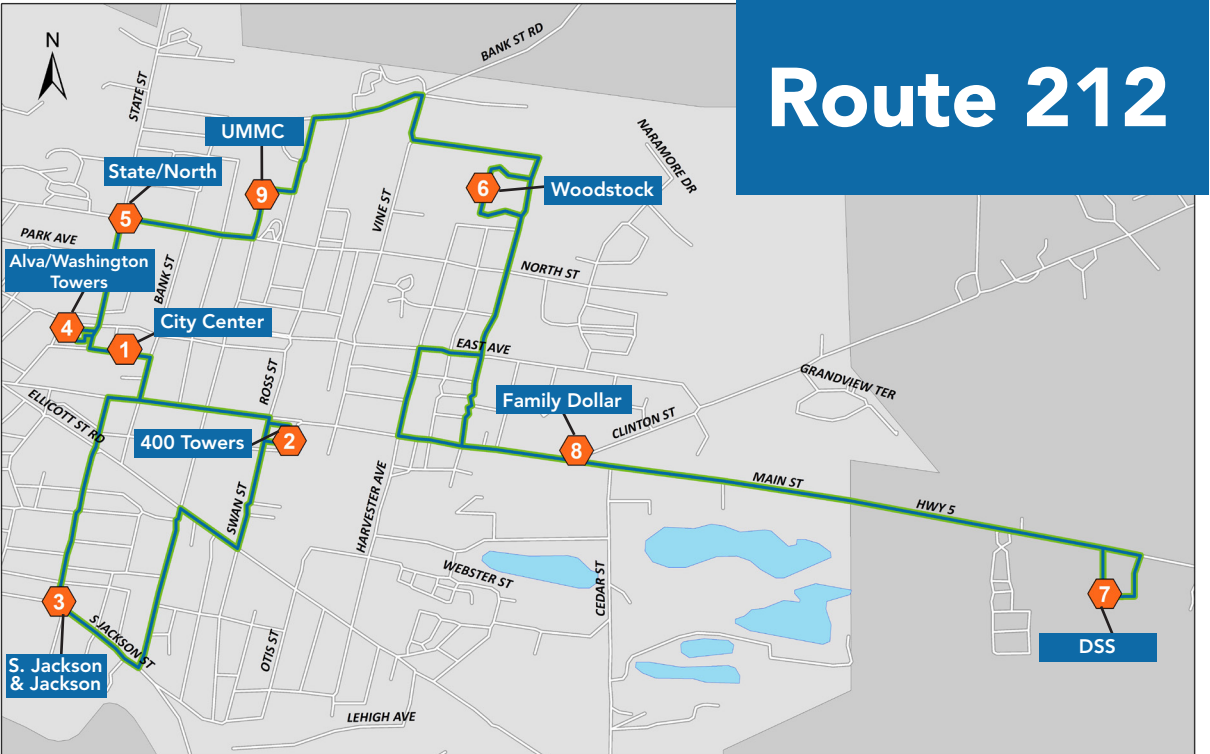 Route 212
N
BANK ST RD
STATE ST
UMMC
NARAMORE DR
State/North
9
6
Woodstock
5
VINE ST
PARK AVE
Alva/Washington
Towers
BANK ST
NORTH ST
City Center
4
1
EAST AVE
ROSS ST
GRANDVIEW TER
ELLICOTT ST RD
Family Dollar
CLINTON ST
400 Towers
2
8
MAIN ST
HWY 5
SWAN ST
HARVESTER AVE
WEBSTER ST
CEDAR ST
3
7
S JACKSON ST
OTIS ST
DSS
S. Jackson
& Jackson
LEHIGH AVE